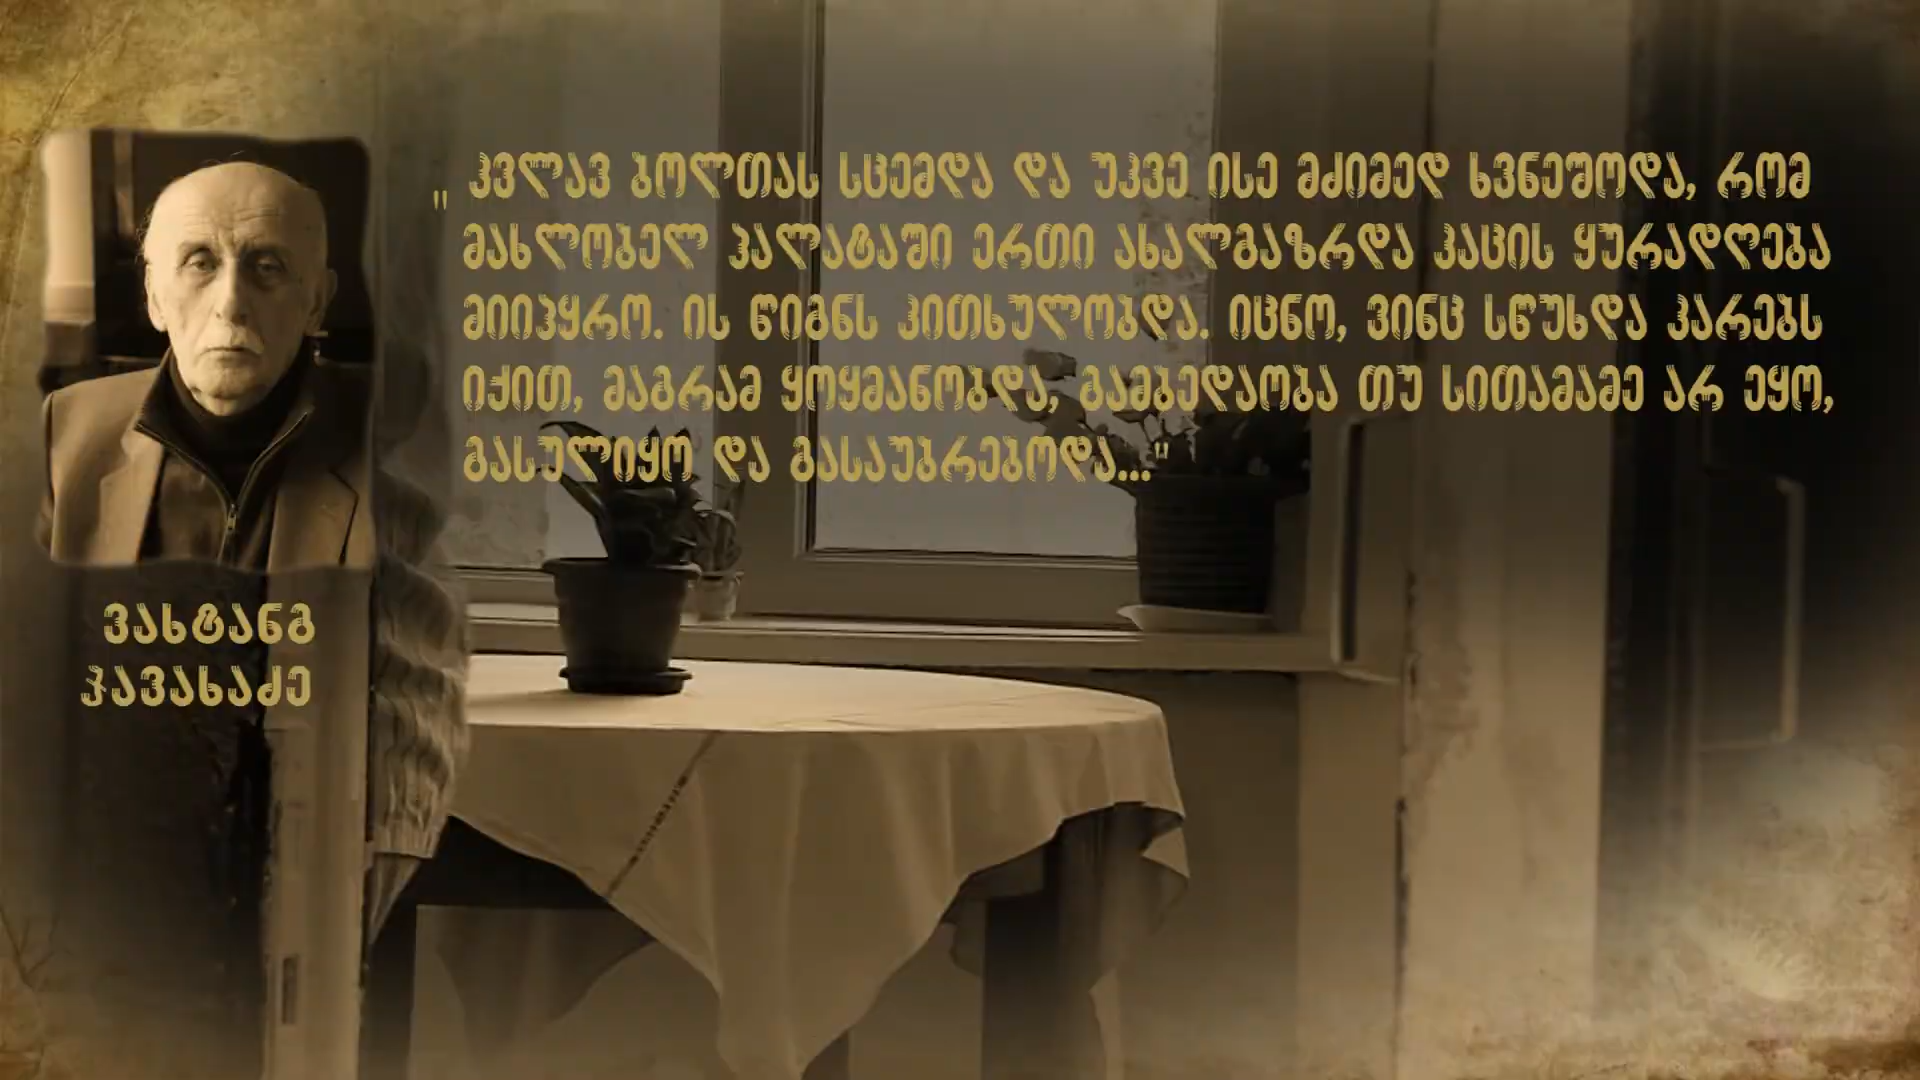 " კვლავ ბოლთას სცემდა და უკვე ისე მძიმედ ხვნეშოდა, რომ
მახლობელ პალატაში ერთი ახალგაზრდა კაცის ყურადღება
მიიპყრო. ის წიგნს კითხულობდა. იცნო, ვინც სწუხდა კარებს
იქით, მაგრამ ყოყმანობდა, გამბედაობა თუ სითამამე არ ეყო,
გასულიყო და გასაუბრებოდა..."
ვახტანგ
ჯავახაძე